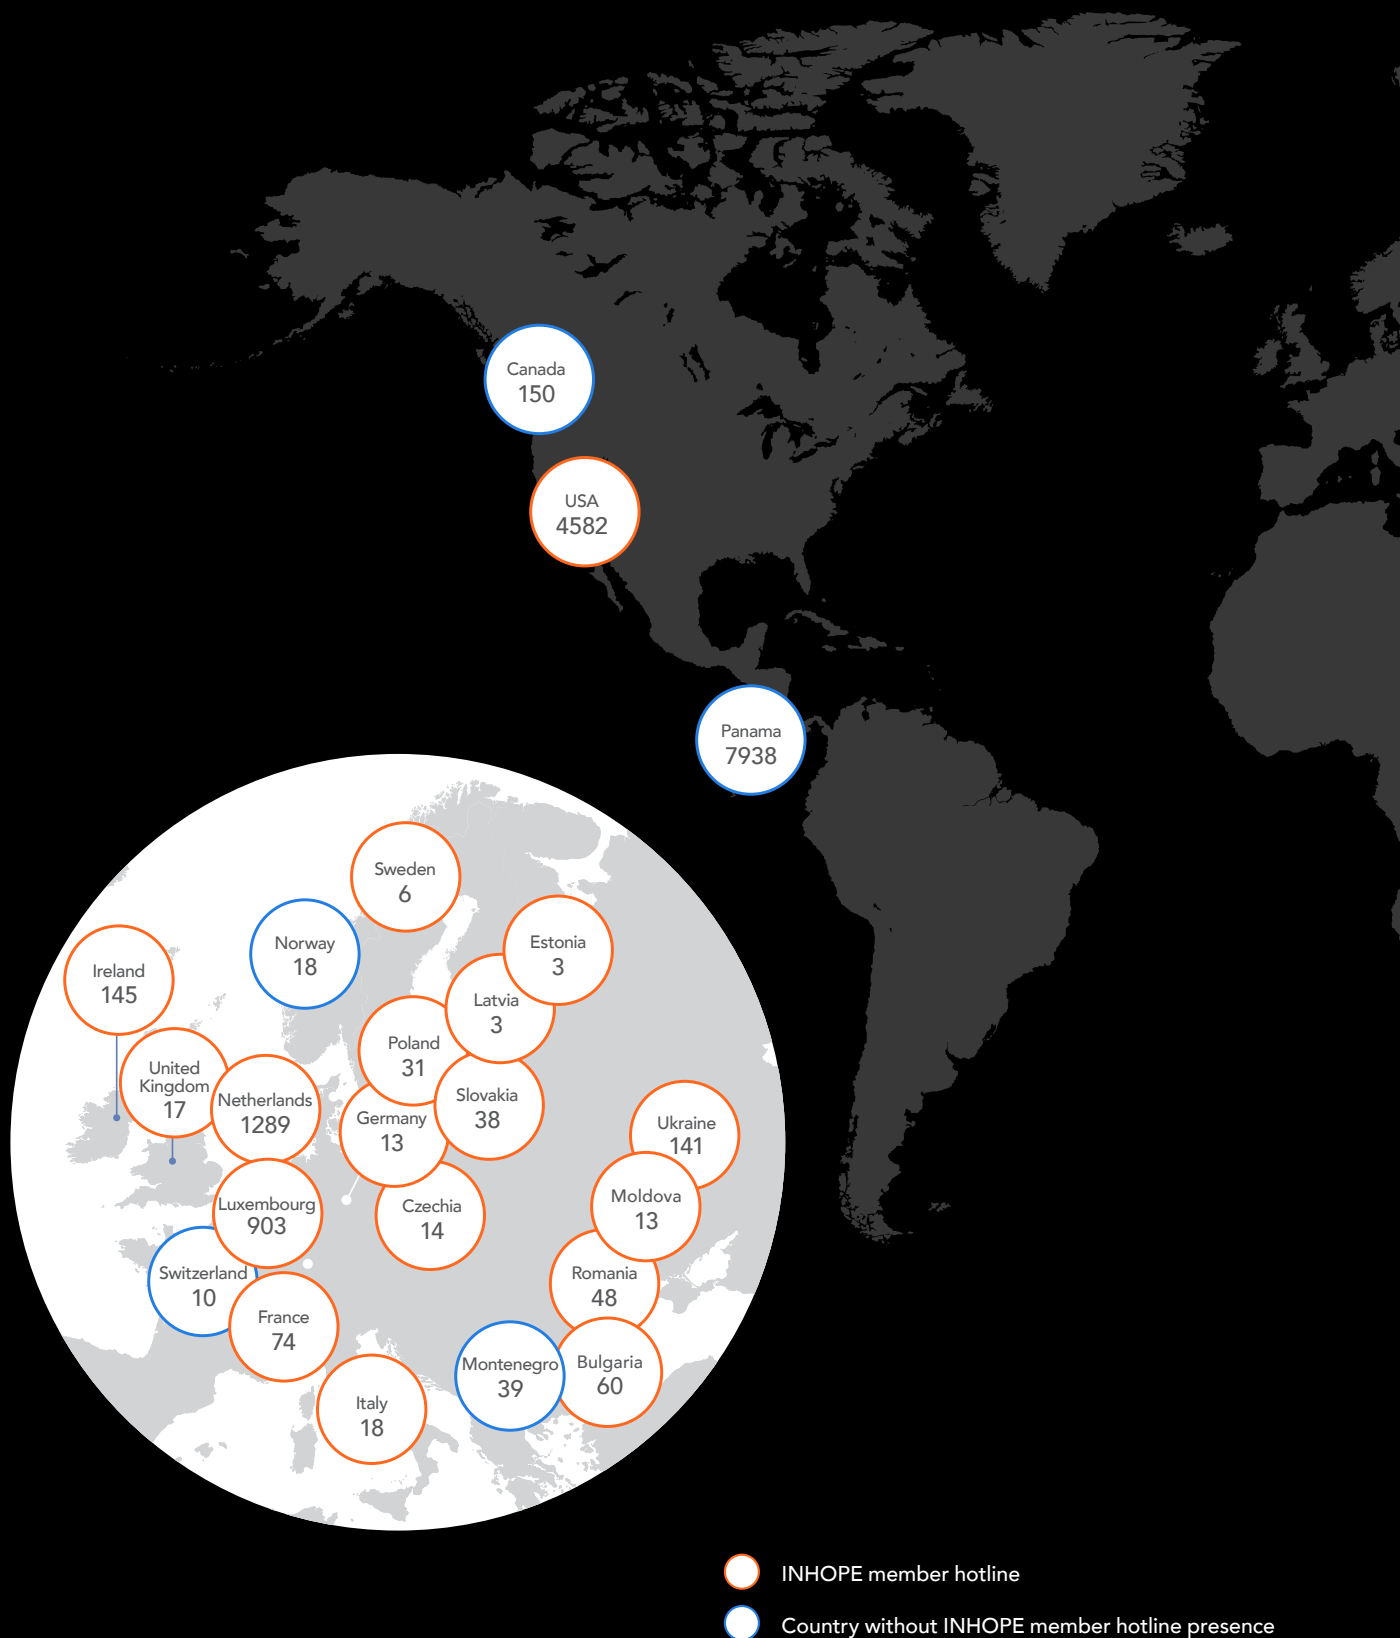 Canada
150
USA
4582
Panama
7938
Sweden
6
Norway
18
Estonia
3
Ireland
145
Latvia
3
Poland
31
United
Kingdom
17
Netherlands
1289
Germany
13
Slovakia
38
Ukraine
141
Luxembourg
903
Czechia
14
Moldova
13
Switzerland
10
France
74
Romania
48
Italy
18
Montenegro
39
Bulgaria
60
INHOPE member hotline
Country without INHOPE member hotline presence